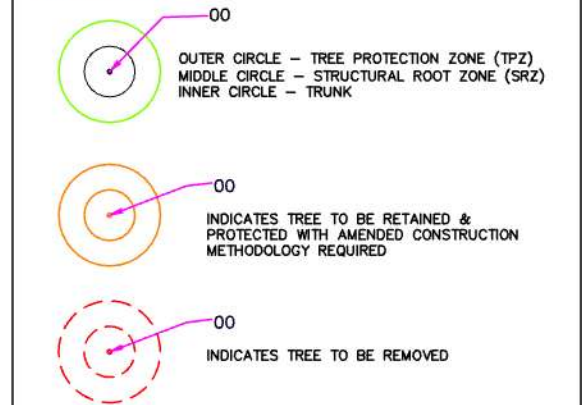 00
OUTER CIRCLE – TREE PROTECTION ZONE (TPZ)
MIDDLE CIRCLE – STRUCTURAL ROOT ZONE (SRZ)
INNER CIRCLE – TRUNK
00
INDICATES TREE TO BE RETAINED &
PROTECTED WITH AMENDED CONSTRUCTION
METHODOLOGY REQUIRED
00
INDICATES TREE TO BE REMOVED